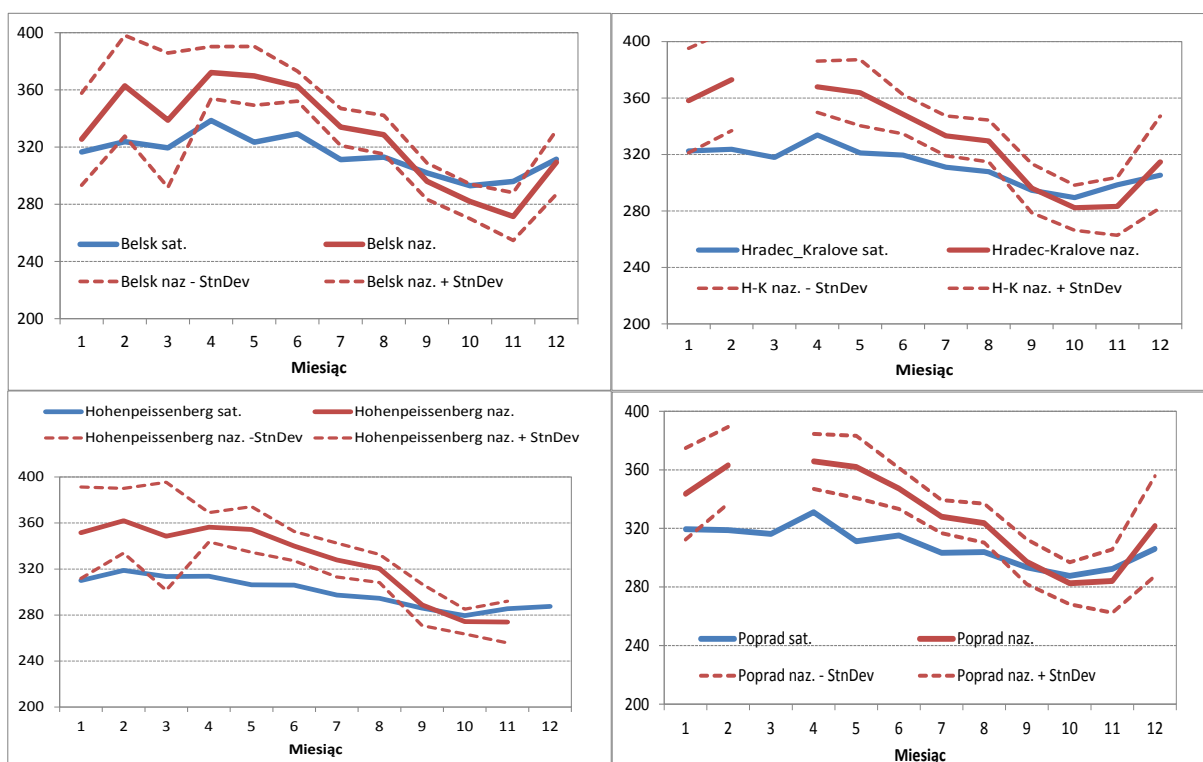 400
360
320
280
240
200
Belsk sat.
Belsk naz.
Belsk naz - StnDev
Belsk naz. + StnDev
1 2 3 4 5 6 7 8 9 10 11 12
Miesiąc
400
360
320
280
240
200
Hradec_Kralove sat.
Hradec-Kralove naz.
H-K naz. - StnDev
H-K naz. + StnDev
1 2 3 4 5 6 7 8 9 10 11 12
Miesiąc
Hohenpeissenberg sat.
Hohenpeissenberg naz.
Hohenpeissenberg naz. -StnDev
Hohenpeissenberg naz. + StnDev
400
360
320
280
240
200
1 2 3 4 5 6 7 8 9 10 11 12
Miesiąc
400
360
320
280
240
200
Poprad sat.
Poprad naz.
Poprad naz. - StnDev
Poprad naz. + StnDev
1 2 3 4 5 6 7 8 9 10 11 12
Miesiąc